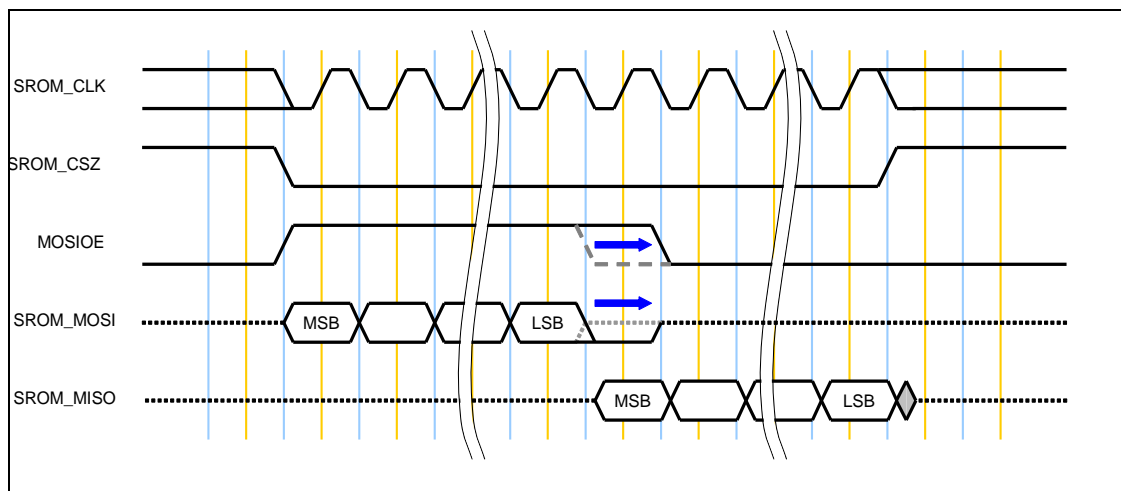 SROM_CLK
SROM_CSZ
MOSIOE
SROM_MOSI
MSB
LSB
SROM_MISO
MSB
LSB